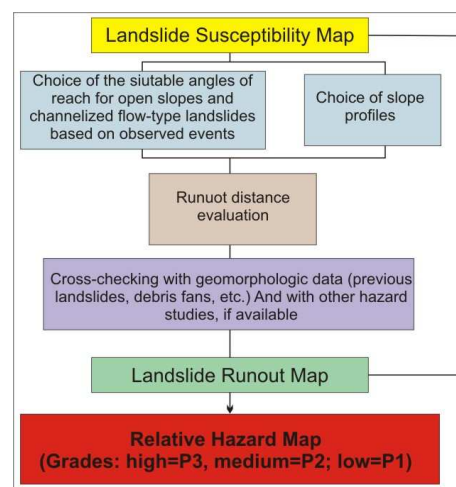 Landslide Susceptibility Map
Choice of the siutable angles of
reach for open slopes and
channelized flow-type landslides
based on observed events
Choice of slope
profiles
Runuot distance
evaluation
Cross-checking with geomorphologic data (previous
landslides, debris fans, etc.) And with other hazard
studies, if available
Landslide Runout Map
Relative Hazard Map
(Grades: high=P3, medium=P2; low=P1)